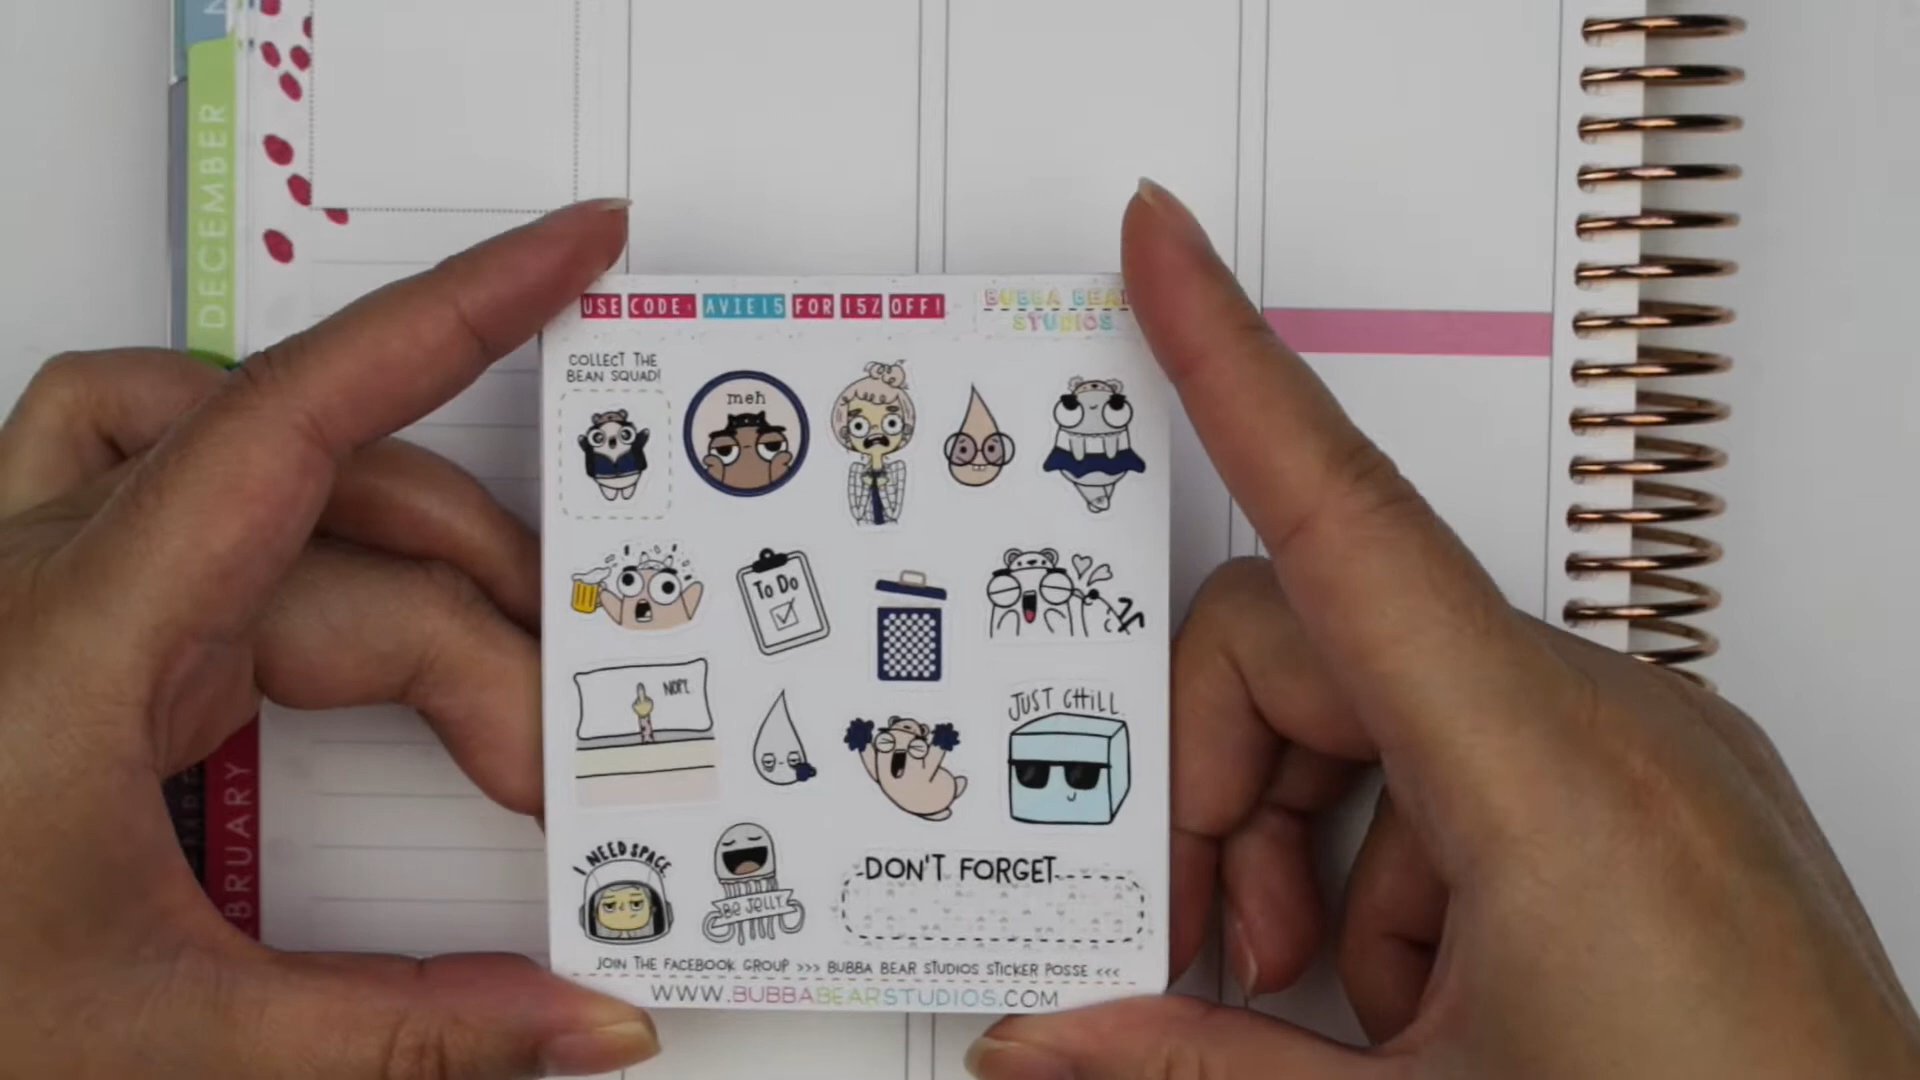 DECEMBER
USE CODE: AVIE15 FOR 15% OFF!
BUBBA BEAR
STUDIOS
COLLECT THE
BEAN SQUAD!
meh
To Do
NOPE.
JUST CHILL.
I NEED SPACE
Be JELLY.
DON'T FORGET
JOIN THE FACEBOOK GROUP >>> BUBBA BEAR STUDIOS STICKER POSSE <<<
WWW.BUBBABEARSTUDIOS.COM
BRUARY